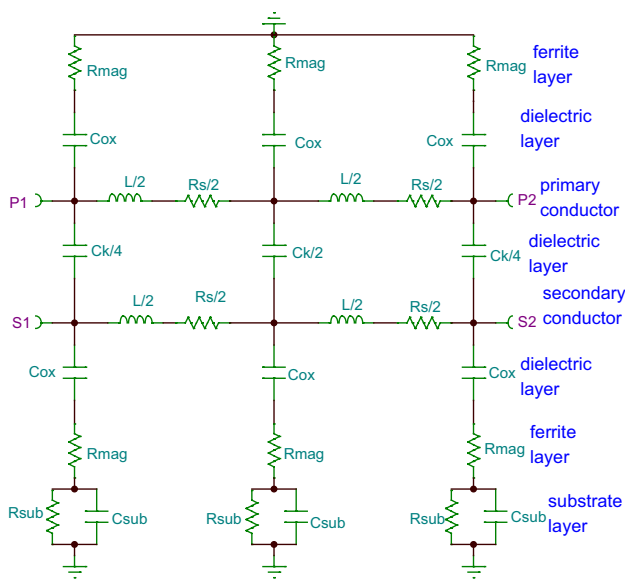 Rmag
Rmag
Rmag
ferrite
layer
Cox
Cox
Cox
dielectric
layer
P1
L/2
Rs/2
L/2
Rs/2
P2
primary
conductor
Ck/4
Ck/2
Ck/4
dielectric
layer
S1
L/2
Rs/2
L/2
Rs/2
S2
secondary
conductor
Cox
Cox
Cox
dielectric
layer
Rmag
Rmag
Rmag
ferrite
layer
Rsub
Csub
Rsub
Csub
Rsub
Csub
substrate
layer